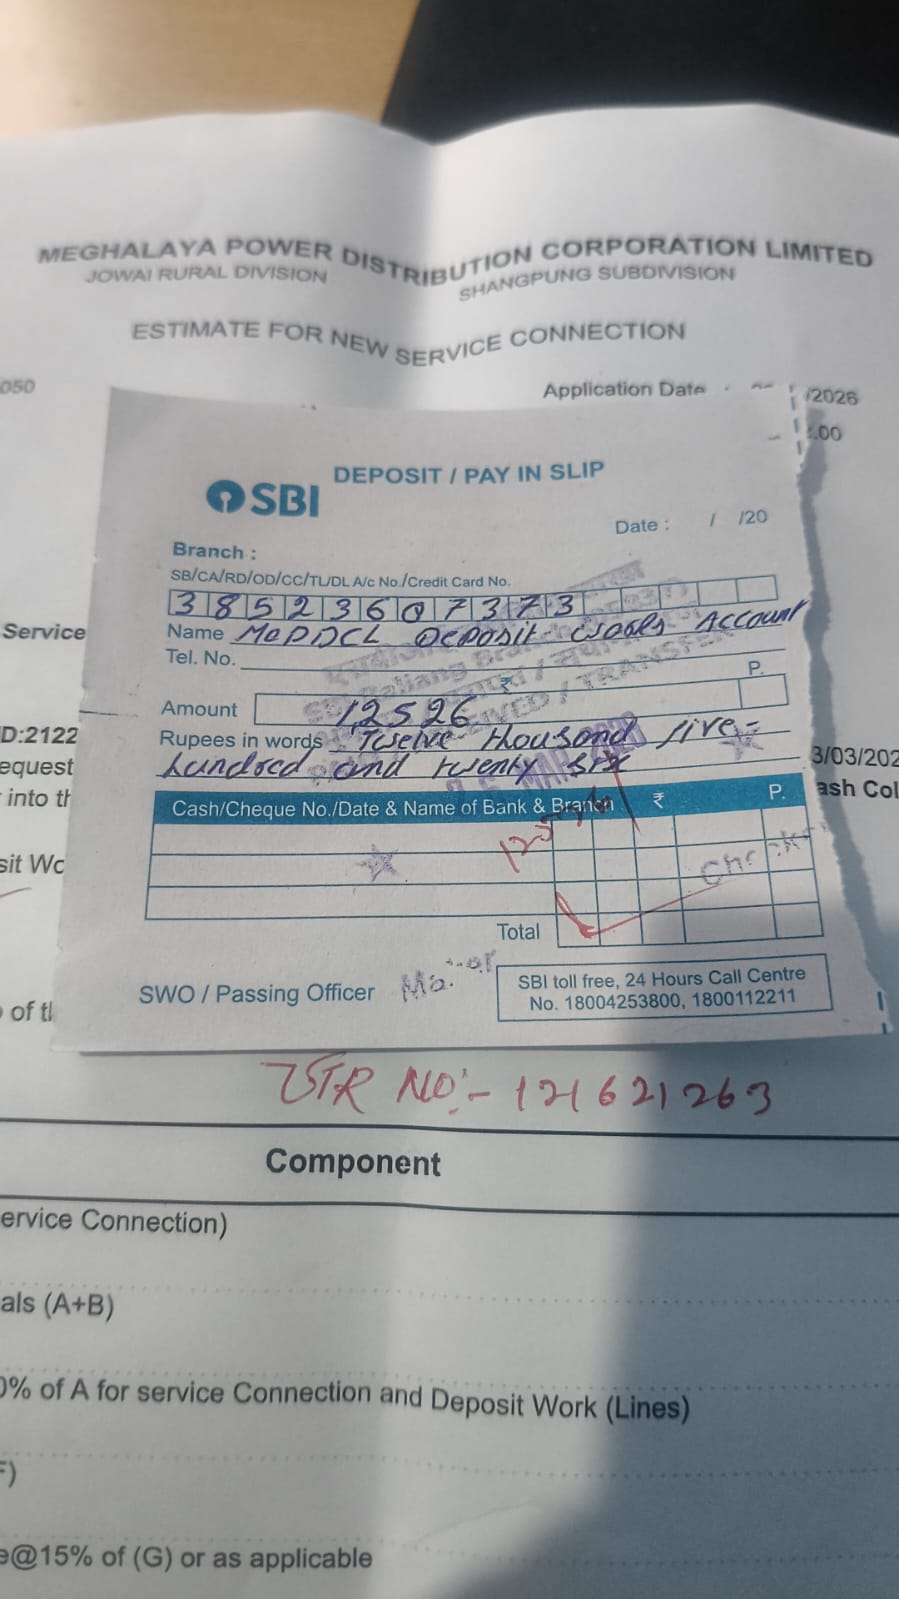 MEGHALAYA POWER DISTRIBUTION CORPORATION LIMITED
JOWAI RURAL DIVISION SHANGPUNG SUBDIVISION
ESTIMATE FOR NEW SERVICE CONNECTION
050 Application Date /2026
.00
SBI DEPOSIT / PAY IN SLIP
Date : / /20
Branch :
SB/CA/RD/OD/CC/TL/DL A/c No./Credit Card No.
38523607373
Name MePDCL Deposit Account
Tel. No.
₹ P.
Amount 12526
Rupees in words Twelve thousand five
hundred and twenty six
Cash/Cheque No./Date & Name of Bank & Branch ₹ P.
Total
SWO / Passing Officer
SBI toll free, 24 Hours Call Centre
No. 18004253800, 1800112211
Service
D:2122
equest 3/03/202
into th ash Col
sit Wo
of th
UTR NO:- 121621263
Component
ervice Connection)
als (A+B)
0% of A for service Connection and Deposit Work (Lines)
F)
e@15% of (G) or as applicable